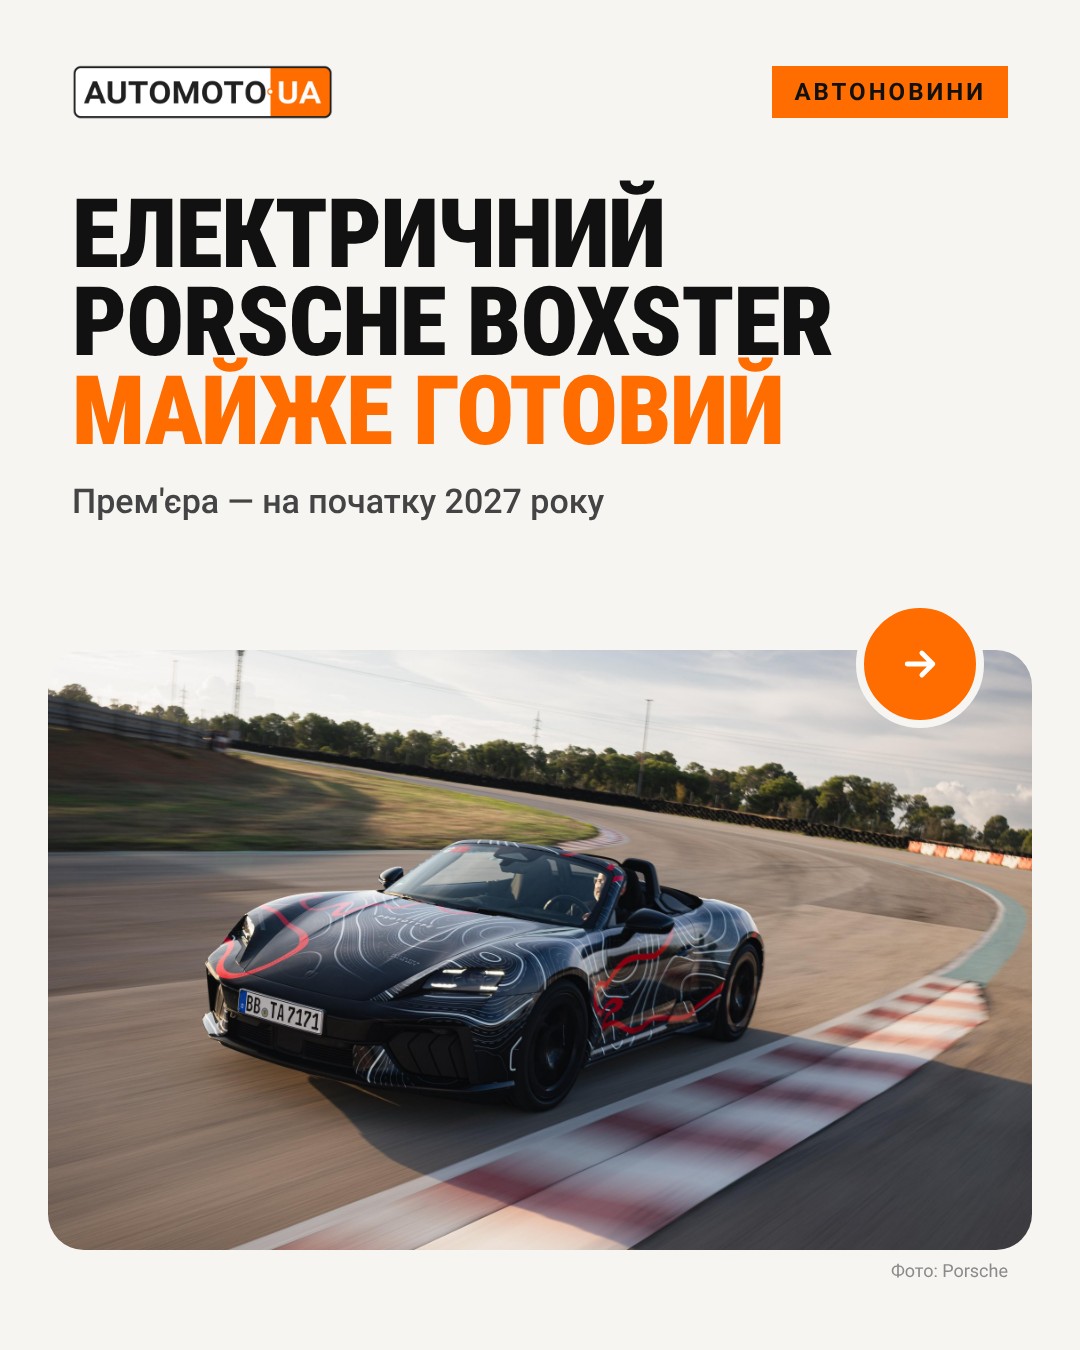 AUTOMOTO UA
АВТОНОВИНИ
ЕЛЕКТРИЧНИЙ
PORSCHE BOXSTER
МАЙЖЕ ГОТОВИЙ
Прем'єра — на початку 2027 року
BB TA 7171
Фото: Porsche